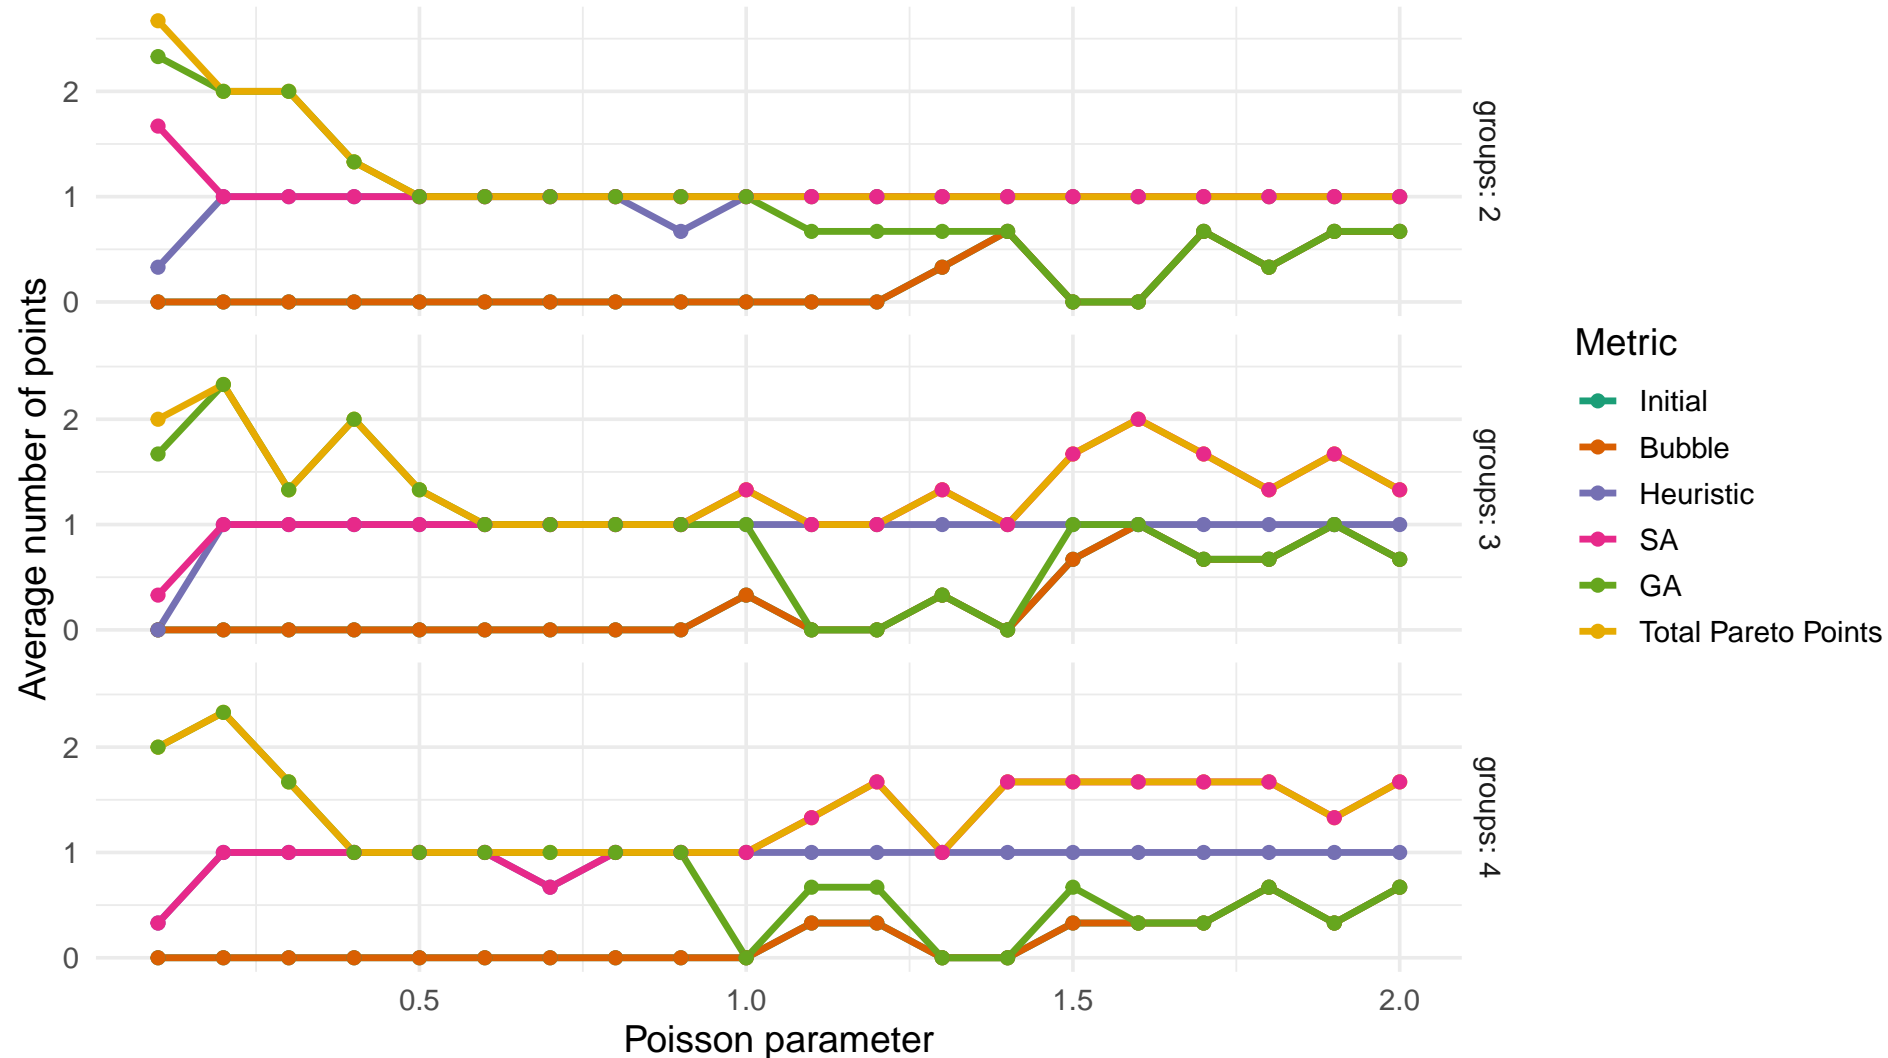 Average number of points
2
1
0
groups: 2
2
1
0
groups: 3
2
1
0
groups: 4
0.5
1.0
1.5
2.0
Poisson parameter
Metric
Initial
Bubble
Heuristic
SA
GA
Total Pareto Points